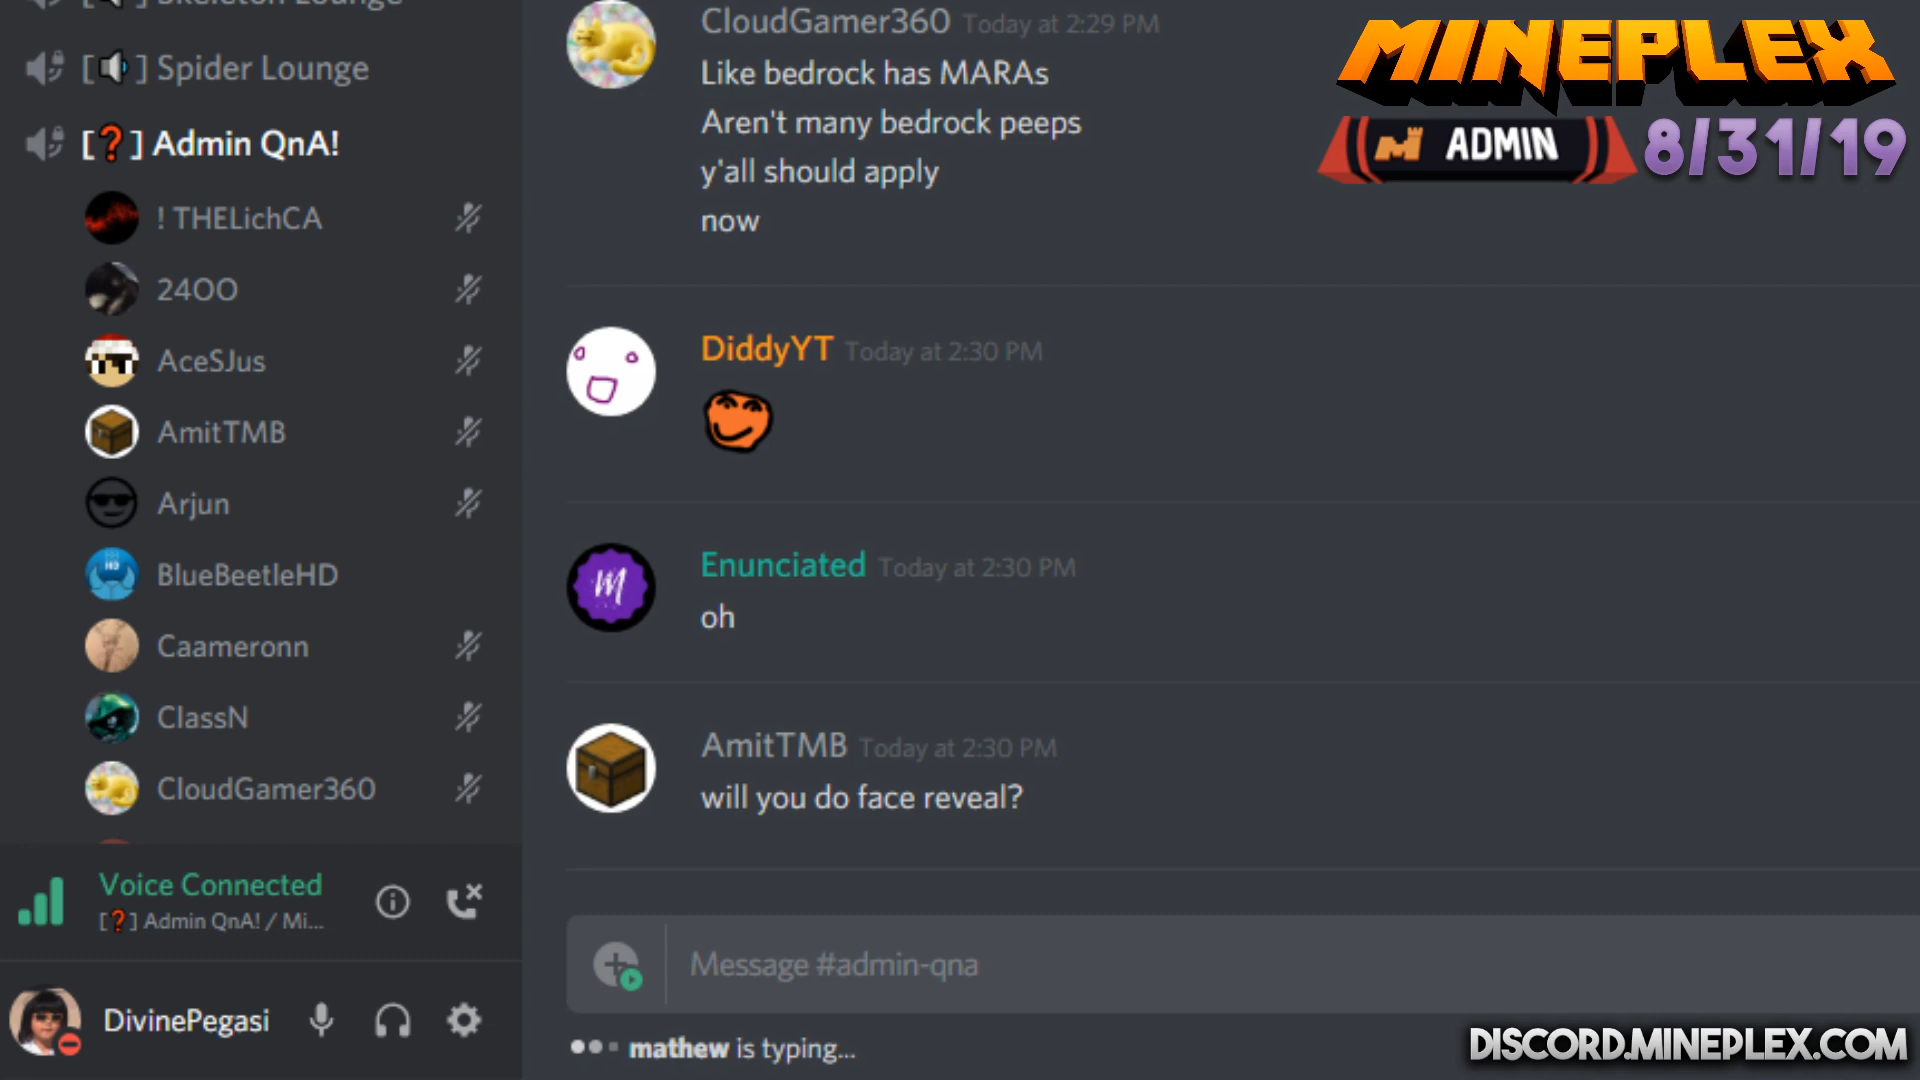 Skeleton Lounge
[ ] Spider Lounge
[❓] Admin QnA!
! THELichCA
24OO
AceSJus
AmitTMB
Arjun
BlueBeetleHD
Caameronn
ClassN
CloudGamer360
Voice Connected
[❓] Admin QnA! / Mi...
DivinePegasi
CloudGamer360 Today at 2:29 PM
Like bedrock has MARAs
Aren't many bedrock peeps
y'all should apply
now
DiddyYT Today at 2:30 PM
Enunciated Today at 2:30 PM
oh
AmitTMB Today at 2:30 PM
will you do face reveal?
Message #admin-qna
mathew is typing...
MINEPLEX
ADMIN 8/31/19
DISCORD.MINEPLEX.COM